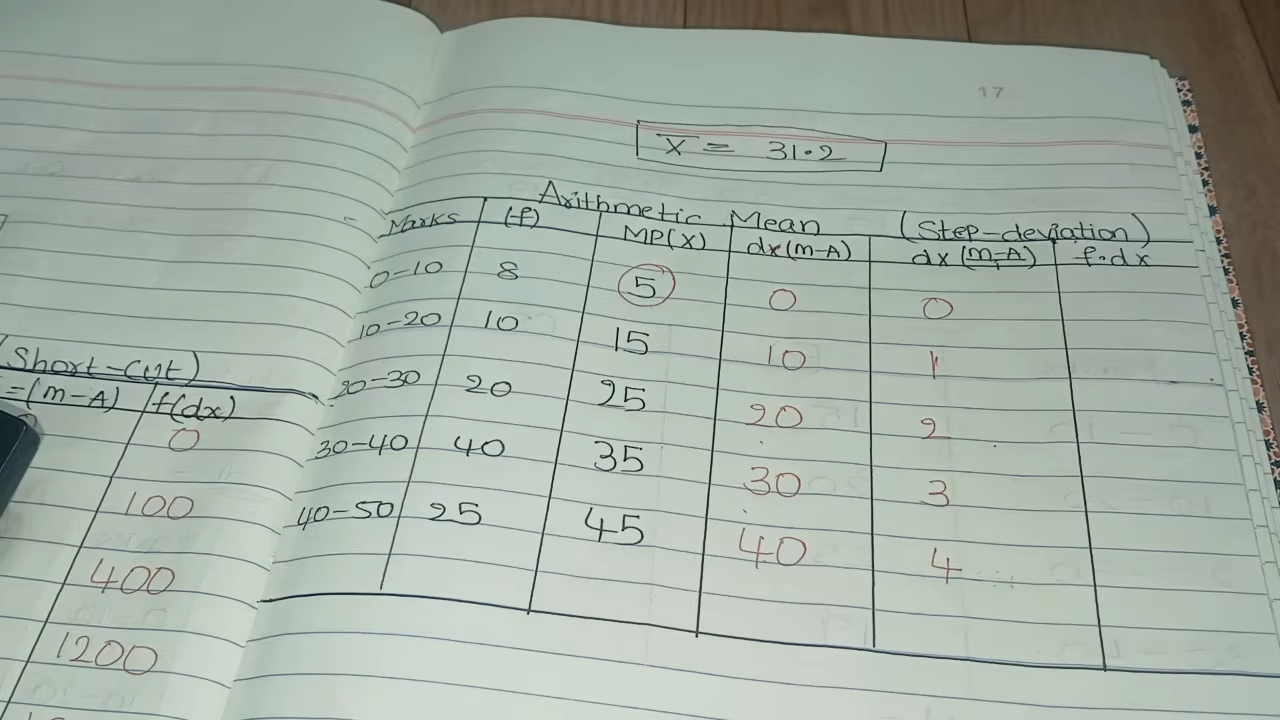 17
X̄ = 31.2
Arithmetic Mean (Step-deviation)
Marks (f) MP(X) dx(m-A) dx (m-A)/i f.dx
0-10 8 5 0 0
10-20 10 15 10 1
20-30 20 25 20 2
30-40 40 35 30 3
40-50 25 45 40 4
(Short-cut)
=(m-A) f(dx)
0
100
400
1200